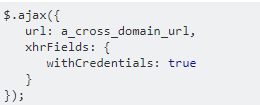 $.ajax({
   url: a_cross_domain_url,
   xhrFields: {
      withCredentials: true
   }
});